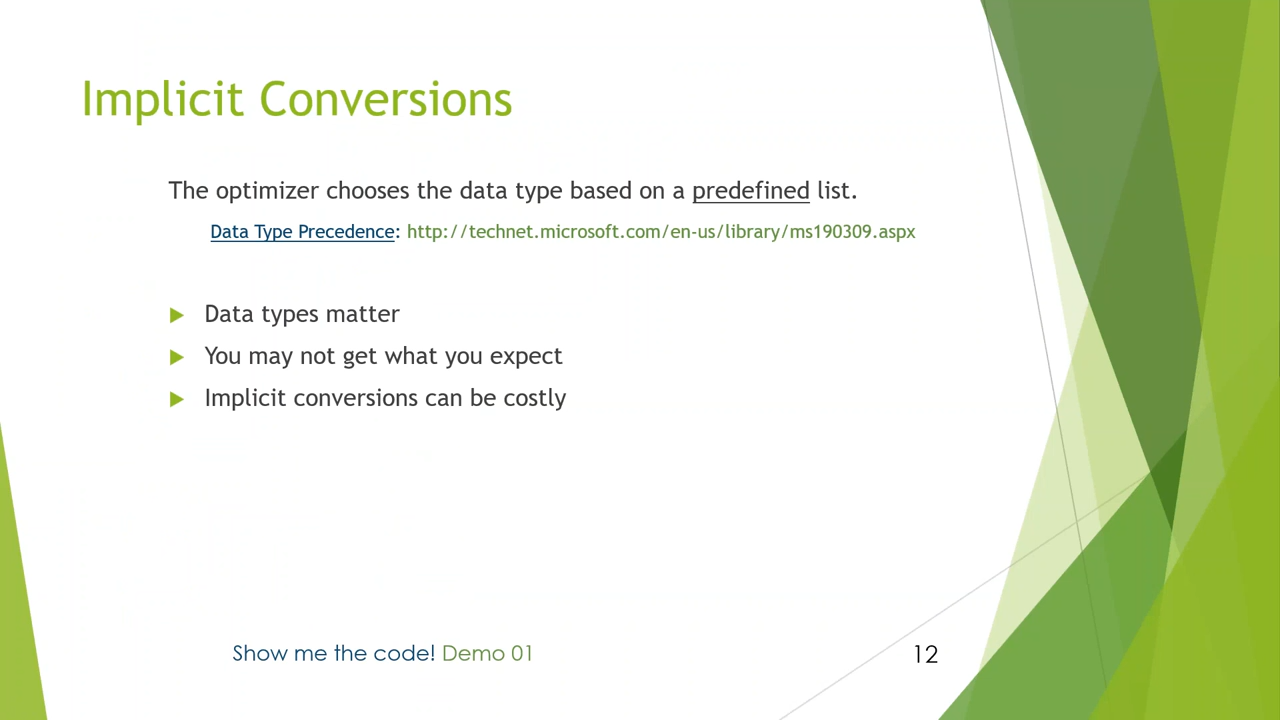 Implicit Conversions
The optimizer chooses the data type based on a predefined list.
Data Type Precedence: http://technet.microsoft.com/en-us/library/ms190309.aspx
Data types matter
You may not get what you expect
Implicit conversions can be costly
Show me the code! Demo 01
12